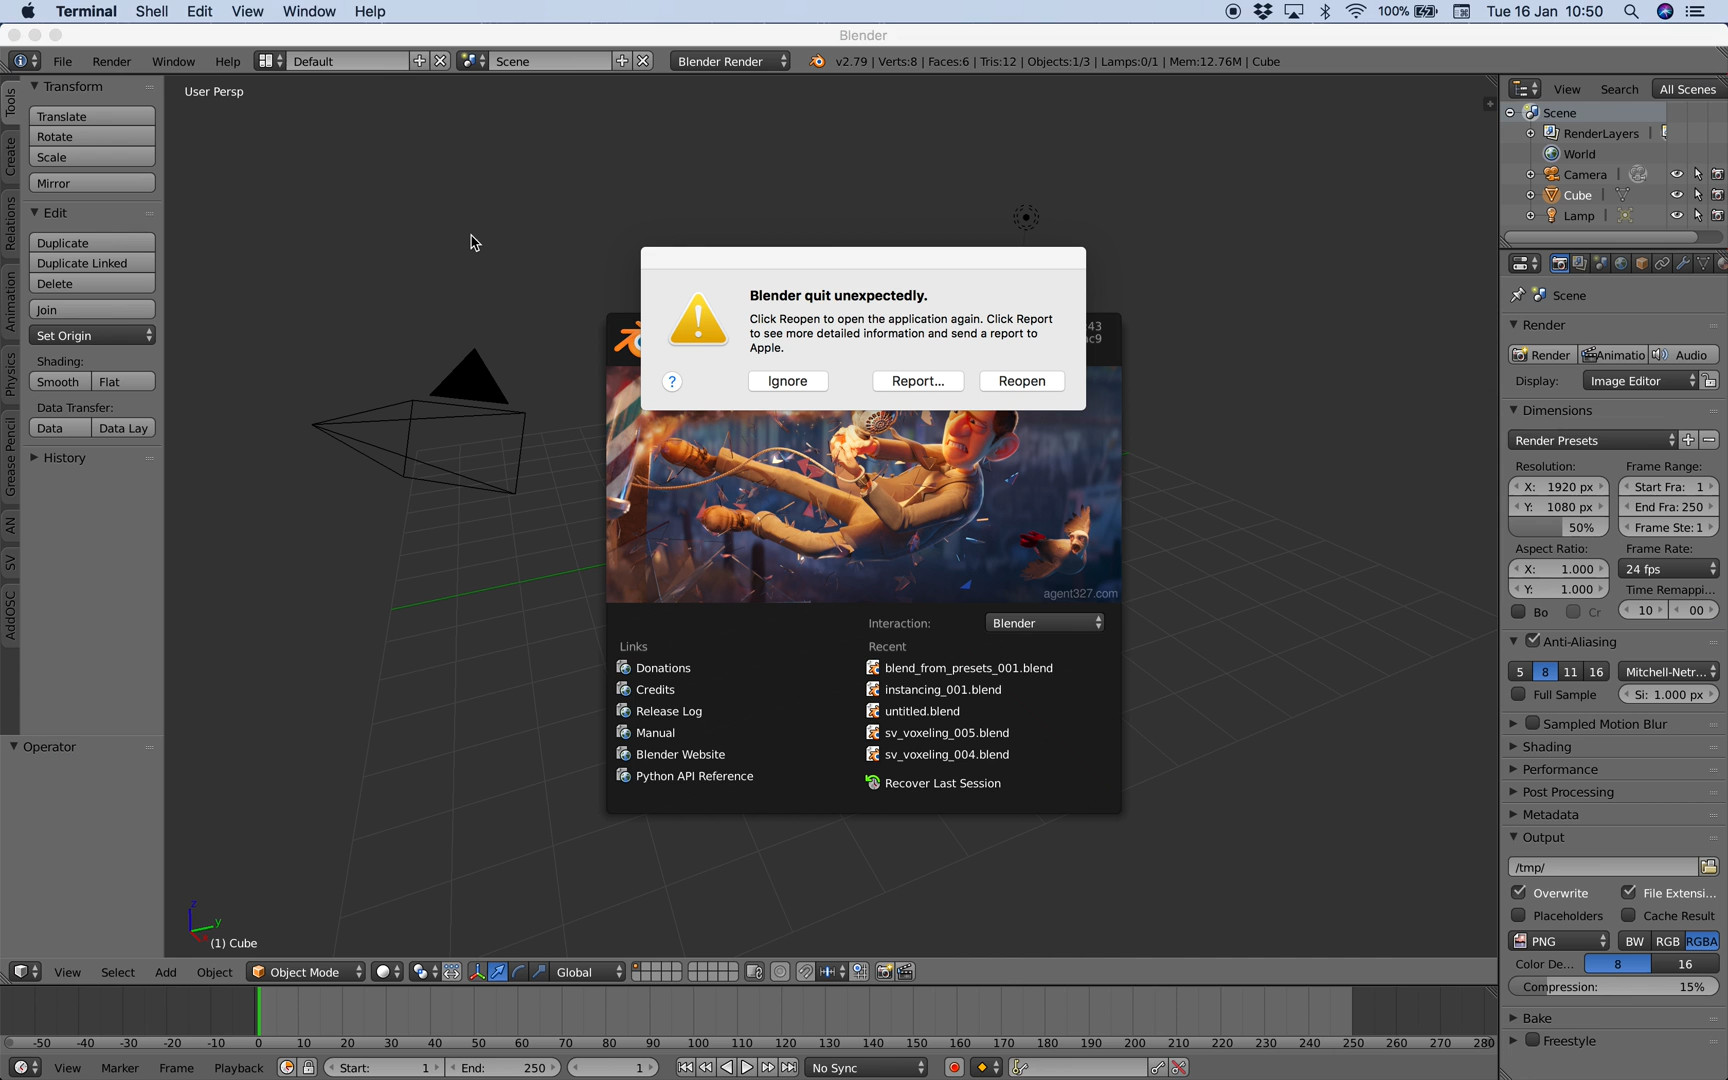 Terminal Shell Edit View Window Help 100% Tue 16 Jan 10:50
Blender
File Render Window Help Default Scene Blender Render v2.79 | Verts:8 | Faces:6 | Tris:12 | Objects:1/3 | Lamps:0/1 | Mem:12.76M | Cube
Tools
Create
Relations
Animation
Physics
Grease Pencil
AN
SV
AddOSC
Transform
Translate
Rotate
Scale
Mirror
Edit
Duplicate
Duplicate Linked
Delete
Join
Set Origin
Shading:
Smooth Flat
Data Transfer:
Data Data Lay
History
Operator
User Persp
Blender quit unexpectedly.
Click Reopen to open the application again. Click Report
to see more detailed information and send a report to
Apple.
? Ignore Report... Reopen
43
c9
agent327.com
Interaction: Blender
Links
Donations
Credits
Release Log
Manual
Blender Website
Python API Reference
Recent
blend_from_presets_001.blend
instancing_001.blend
untitled.blend
sv_voxeling_005.blend
sv_voxeling_004.blend
Recover Last Session
z
y
(1) Cube
View Search All Scenes
Scene
RenderLayers
World
Camera
Cube
Lamp
Scene
Render
Render Animatio Audio
Display: Image Editor
Dimensions
Render Presets
Resolution: Frame Range:
X: 1920 px Start Fra: 1
Y: 1080 px End Fra: 250
50% Frame Ste: 1
Aspect Ratio: Frame Rate:
X: 1.000 24 fps
Y: 1.000 Time Remappi...
Bo Cr 10 00
Anti-Aliasing
5 8 11 16 Mitchell-Netr...
Full Sample Si: 1.000 px
Sampled Motion Blur
Shading
Performance
Post Processing
Metadata
Output
/tmp/
Overwrite File Extensi...
Placeholders Cache Result
PNG BW RGB RGBA
Color De... 8 16
Compression: 15%
Bake
Freestyle
View Select Add Object Object Mode Global
-50 -40 -30 -20 -10 0 10 20 30 40 50 60 70 80 90 100 110 120 130 140 150 160 170 180 190 200 210 220 230 240 250 260 270 280
View Marker Frame Playback Start: 1 End: 250 1 No Sync